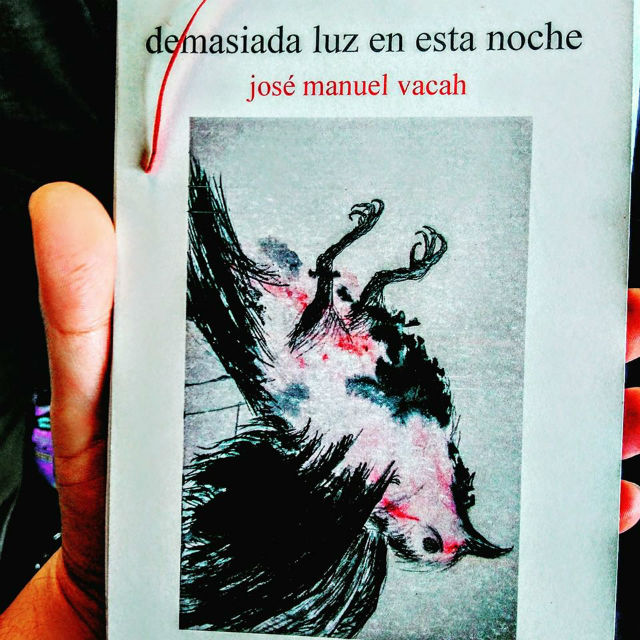 demasiada luz en esta noche
josé manuel vacah